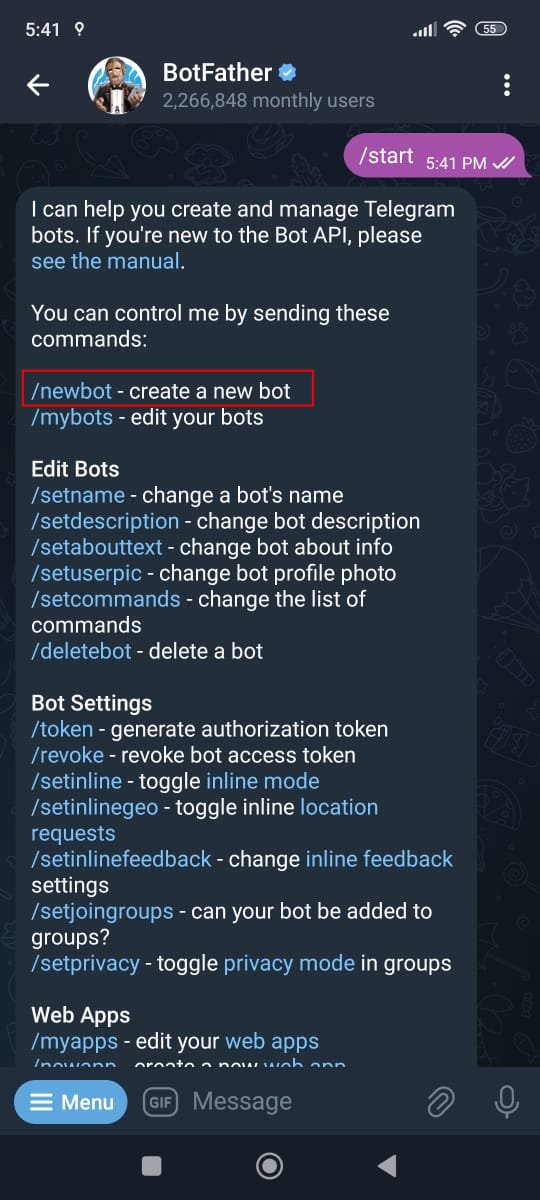 5:41
55
BotFather
2,266,848 monthly users
/start 5:41 PM
I can help you create and manage Telegram
bots. If you're new to the Bot API, please
see the manual.
You can control me by sending these
commands:
/newbot - create a new bot
/mybots - edit your bots
Edit Bots
/setname - change a bot's name
/setdescription - change bot description
/setabouttext - change bot about info
/setuserpic - change bot profile photo
/setcommands - change the list of
commands
/deletebot - delete a bot
Bot Settings
/token - generate authorization token
/revoke - revoke bot access token
/setinline - toggle inline mode
/setinlinegeo - toggle inline location
requests
/setinlinefeedback - change inline feedback
settings
/setjoingroups - can your bot be added to
groups?
/setprivacy - toggle privacy mode in groups
Web Apps
/myapps - edit your web apps
/newapp - create a new web app
Menu GIF Message